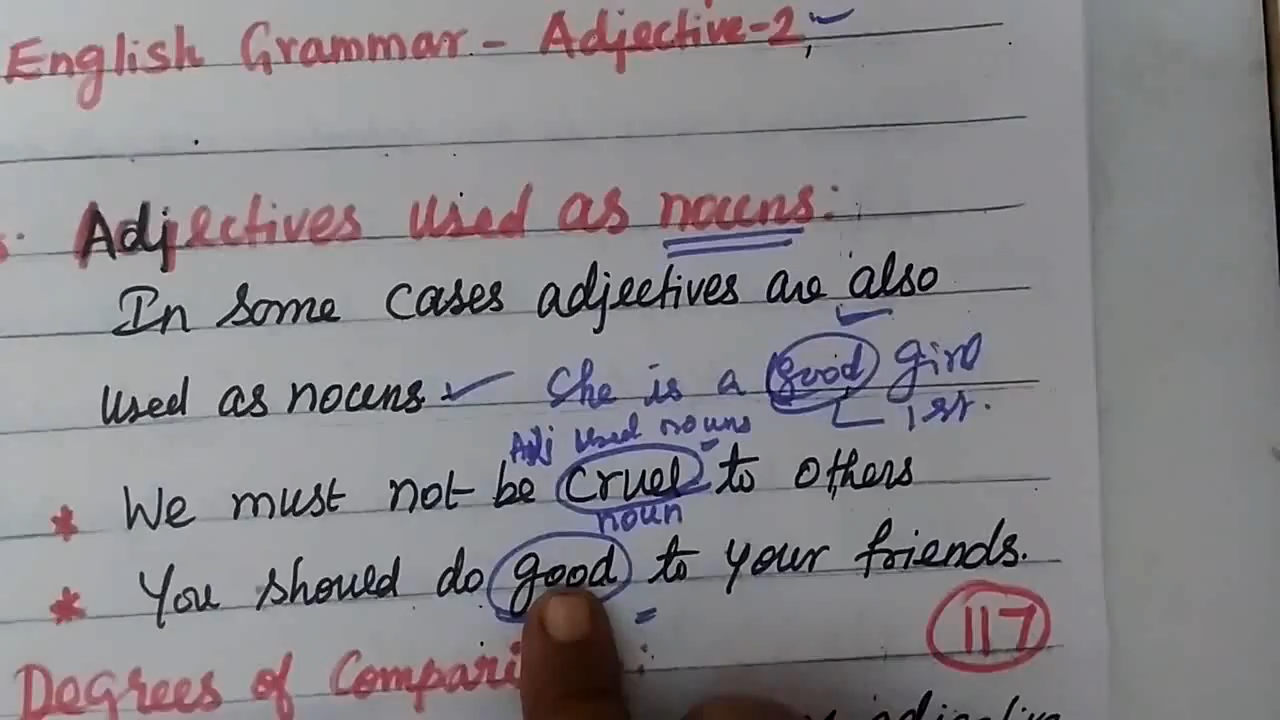 English Grammar - Adjective-2,
Adjectives used as nouns:
In some cases adjectives are also
used as nouns She is a good girl
1st.
Adj used nouns
We must not be cruel to others
noun
You should do good to your friends.
117
Degrees of Compari
adjective